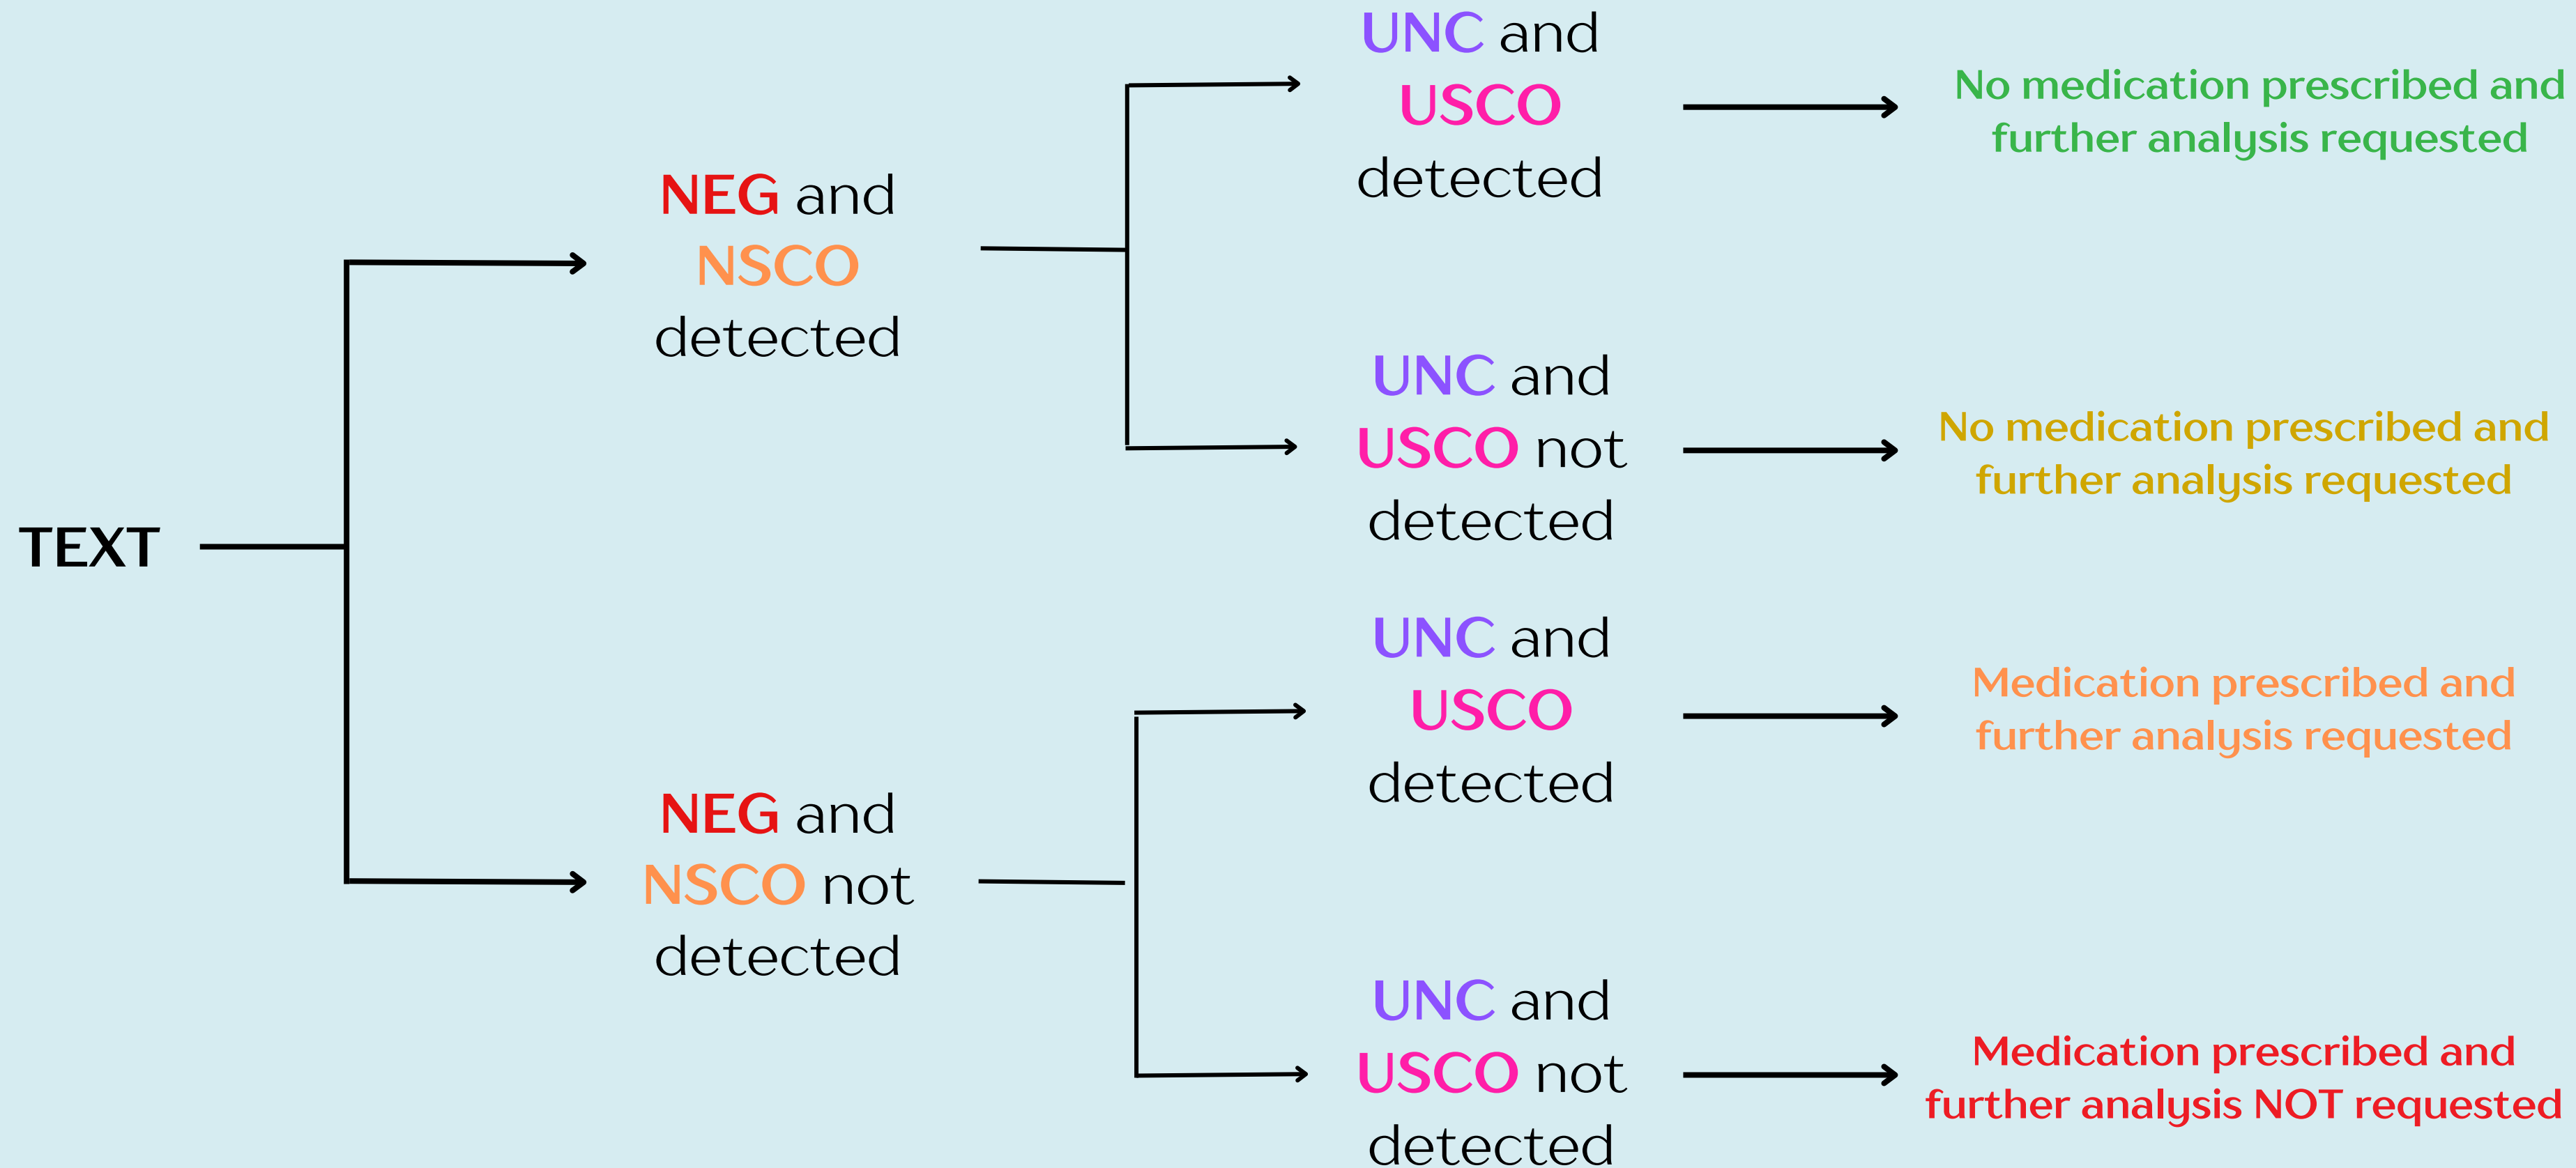 TEXT
NEG and
NSCO
detected
UNC and
USCO
detected
No medication prescribed and
further analysis requested
UNC and
USCO not
detected
No medication prescribed and
further analysis requested
NEG and
NSCO not
detected
UNC and
USCO
detected
Medication prescribed and
further analysis requested
UNC and
USCO not
detected
Medication prescribed and
further analysis NOT requested